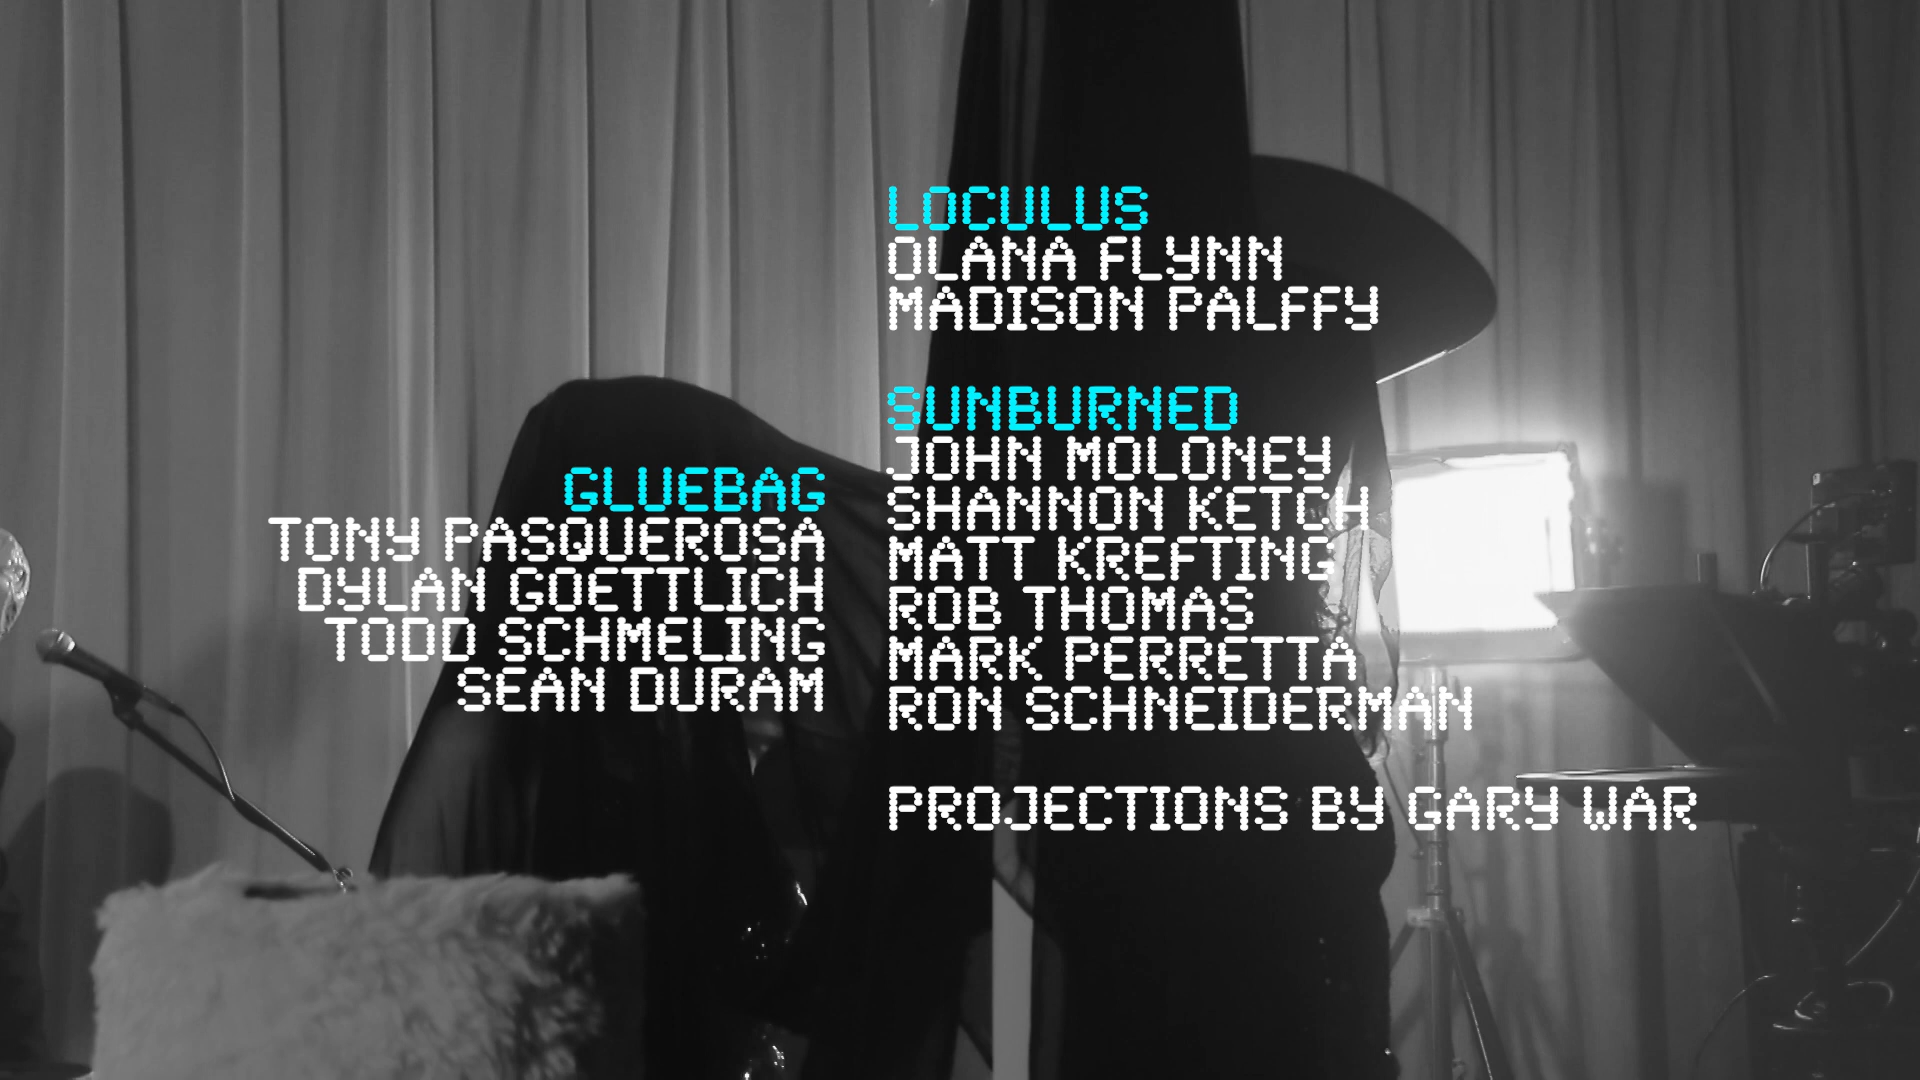 GLUEBAG
TONY PASQUEROSA
DYLAN GOETTLICH
TODD SCHMELING
SEAN DURAM
LOCULUS
OLANA FLYNN
MADISON PALFFY
SUNBURNED
JOHN MOLONEY
SHANNON KETCH
MATT KREFTING
ROB THOMAS
MARK PERRETTA
RON SCHNEIDERMAN
PROJECTIONS BY GARY WAR